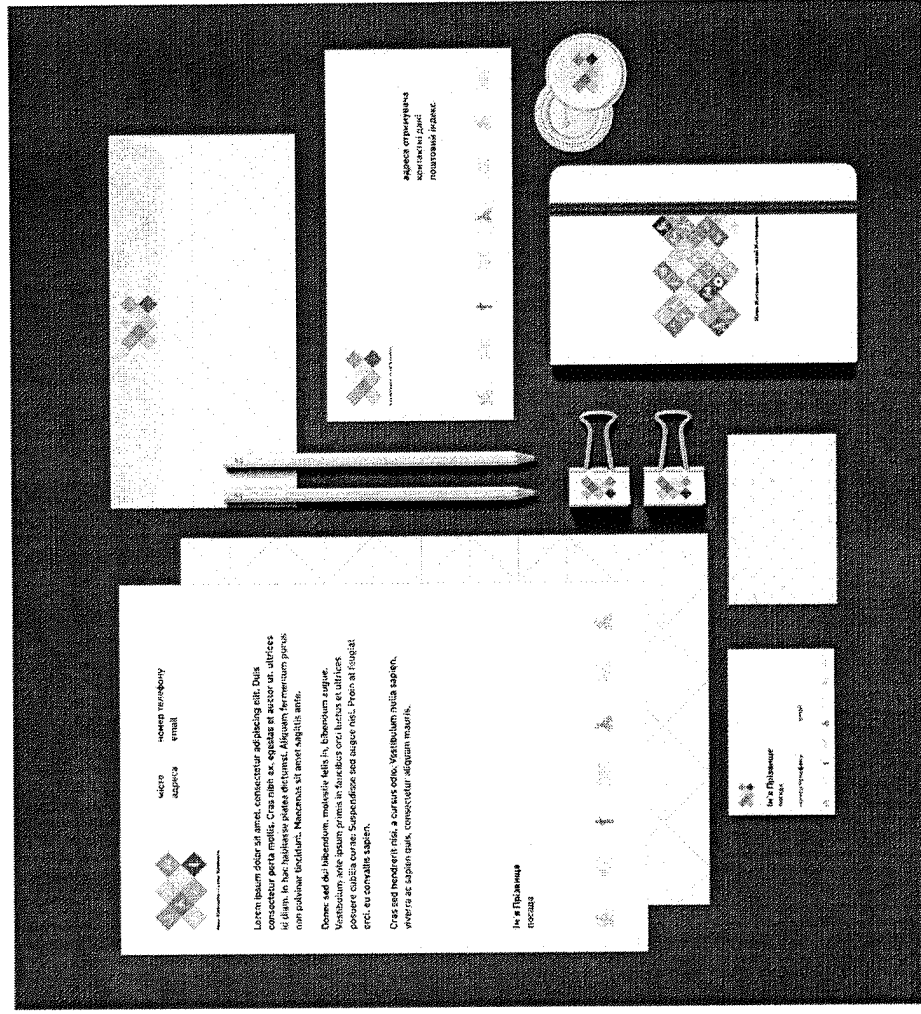 місто
адреса
номер телефону
email
Lorem ipsum dolor sit amet, consectetur adipiscing elit. Duis
consectetur porta mollis. Cras nibh ex, egestas et auctor ut, ultrices
id diam. In hac habitasse platea dictumst. Aliquam fermentum purus
non pulvinar tincidunt. Maecenas sit amet sagittis ante.
Donec sed dui bibendum, molestie felis in, bibendum augue.
Vestibulum ante ipsum primis in faucibus orci luctus et ultrices
posuere cubilia curae; Suspendisse sed augue nisi. Proin at feugiat
orci, eu convallis sapien.
Cras sed hendrerit nisi, a cursus odio. Vestibulum nulla sapien,
viverra ac sapien quis, consectetur aliquam mauris.
Ім'я Прізвище
посада
адреса отримувача
контактні дані
поштовий індекс
Ім'я Прізвище
посада
номер телефону
email